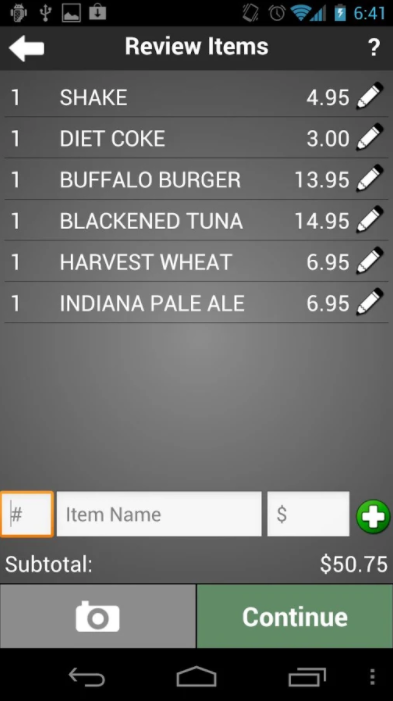 6:41
Review Items ?
1 SHAKE 4.95
1 DIET COKE 3.00
1 BUFFALO BURGER 13.95
1 BLACKENED TUNA 14.95
1 HARVEST WHEAT 6.95
1 INDIANA PALE ALE 6.95
# Item Name $
Subtotal: $50.75
Continue